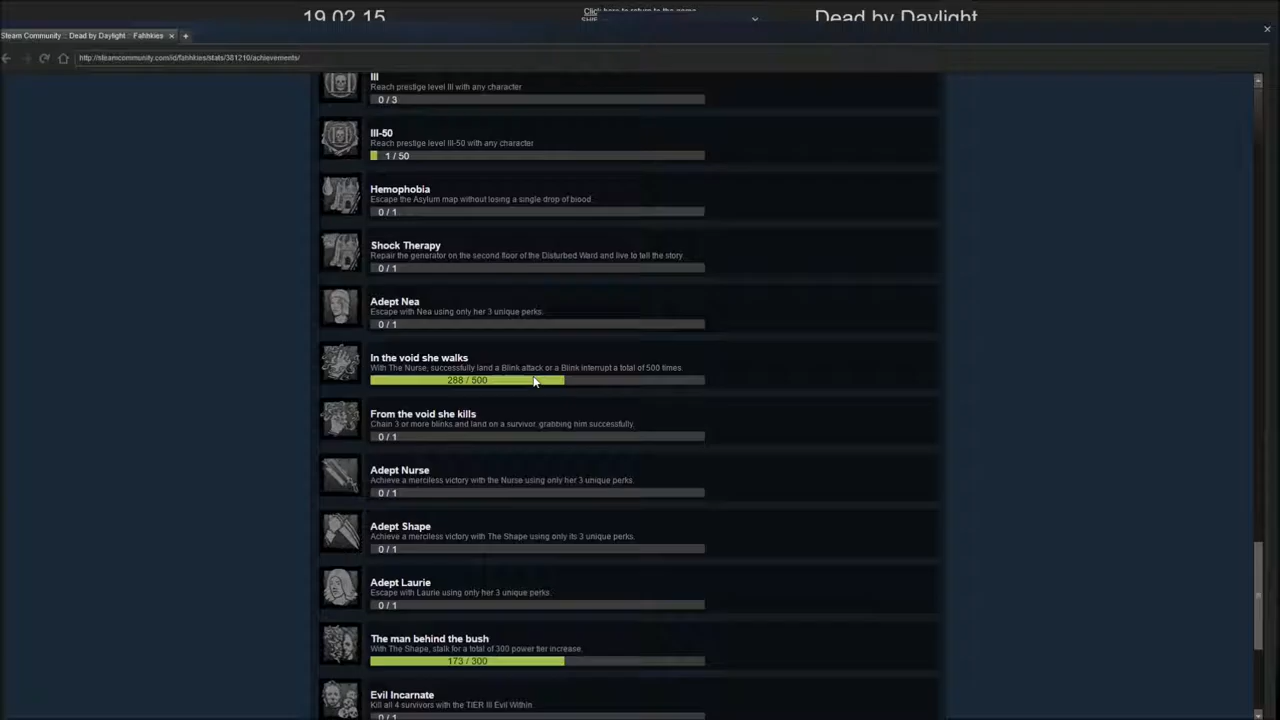 19.02.15
Click here to return to the game
Dead by Daylight
Steam Community :: Dead by Daylight :: Fahhkies
http://steamcommunity.com/id/fahhkies/stats/381210/achievements/
III
Reach prestige level III with any character
0 / 3
III-50
Reach prestige level III-50 with any character
1 / 50
Hemophobia
Escape the Asylum map without losing a single drop of blood.
0 / 1
Shock Therapy
Repair the generator on the second floor of the Disturbed Ward and live to tell the story.
0 / 1
Adept Nea
Escape with Nea using only her 3 unique perks.
0 / 1
In the void she walks
With The Nurse, successfully land a Blink attack or a Blink interrupt a total of 500 times.
288 / 500
From the void she kills
Chain 3 or more blinks and land on a survivor, grabbing him successfully.
0 / 1
Adept Nurse
Achieve a merciless victory with the Nurse using only her 3 unique perks.
0 / 1
Adept Shape
Achieve a merciless victory with The Shape using only its 3 unique perks.
0 / 1
Adept Laurie
Escape with Laurie using only her 3 unique perks.
0 / 1
The man behind the bush
With The Shape, stalk for a total of 300 power tier increase.
173 / 300
Evil Incarnate
Kill all 4 survivors with the TIER III Evil Within.
0 / 1